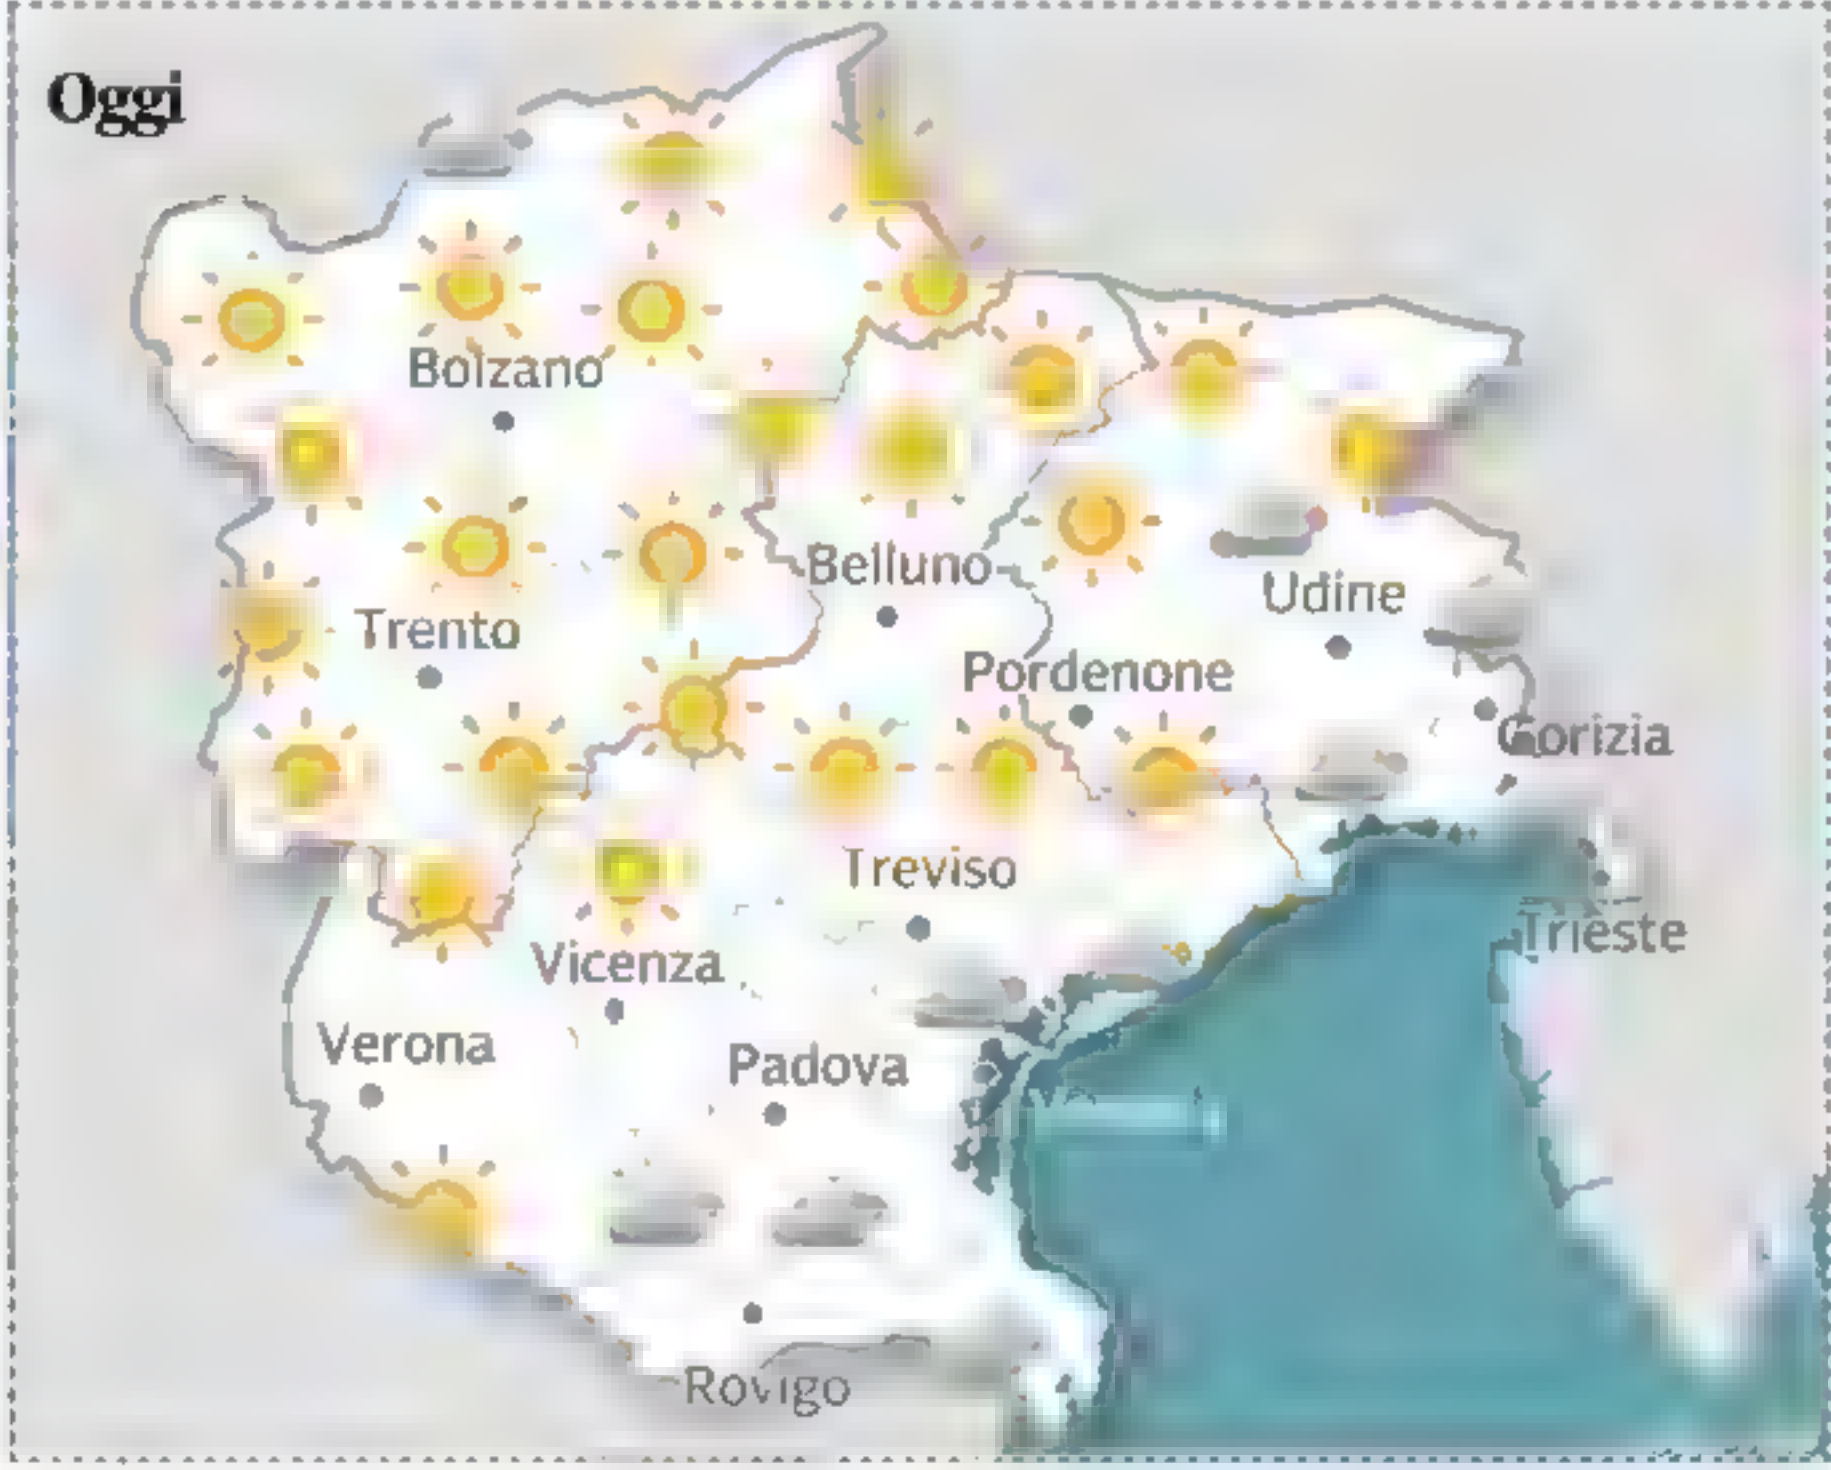 Oggi
Bolzano
Belluno
Udine
Trento
Pordenone
Gorizia
Treviso
Trieste
Vicenza
Verona
Padova
Rovigo